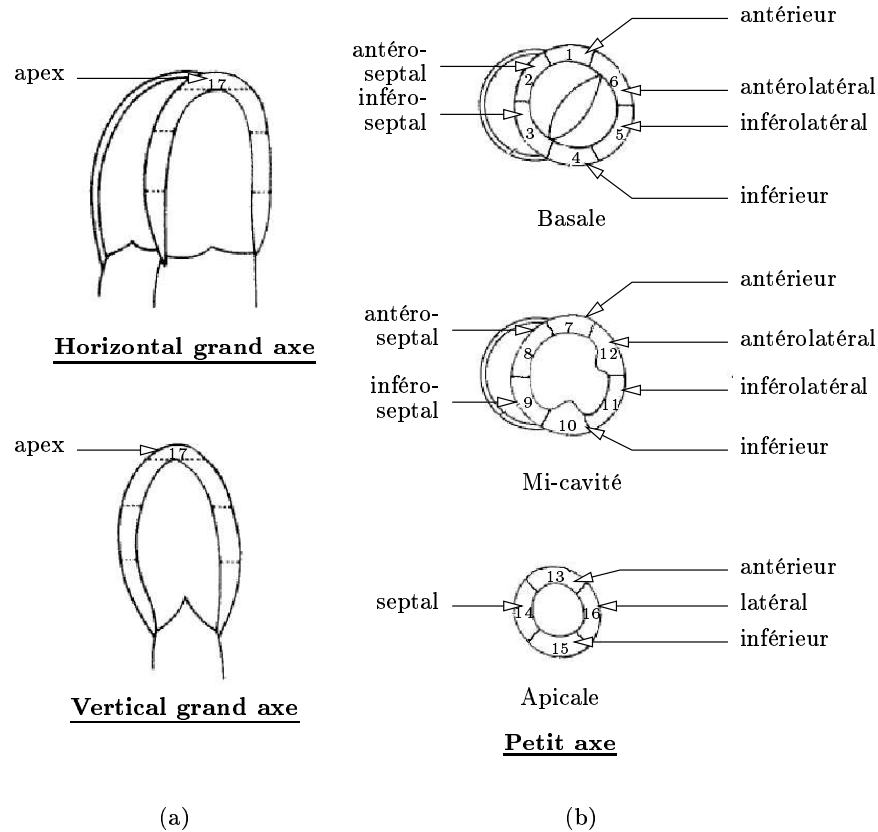 apex
17
Horizontal grand axe
apex
17
Vertical grand axe
(a)
antérieur
antéro-
septal
inféro-
septal
1
2
3
4
5
6
antérolatéral
inférolatéral
inférieur
Basale
antérieur
antéro-
septal
inféro-
septal
7
8
9
10
11
12
antérolatéral
inférolatéral
inférieur
Mi-cavité
septal
13
14
15
16
antérieur
latéral
inférieur
Apicale
Petit axe
(b)